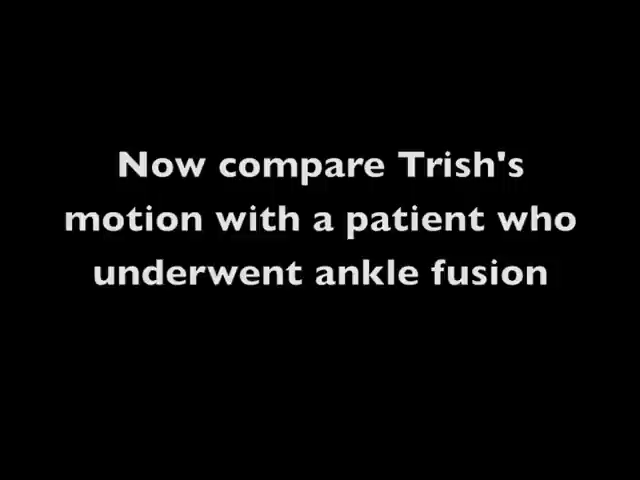 Now compare Trish's
motion with a patient who
underwent ankle fusion